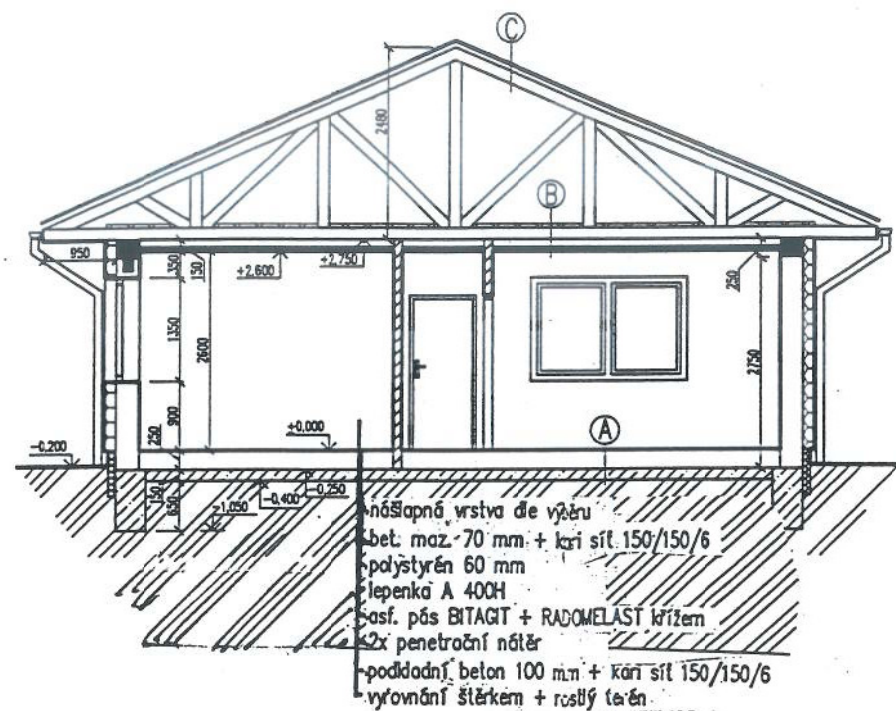 C
2480
B
950
350
150
+2,600
+2,750
250
1350
2600
2750
900
250
±0,000
A
-0,200
150
650
-1,050
-0,400
-0,250
nášlapná vrstva dle výběru
bet. maz. 70 mm + kari síť 150/150/6
polystyrén 60 mm
lepenka A 400H
asf. pás BITAGIT + RADOMELAST křížem
2x penetrační nátěr
podkladní beton 100 mm + kari síť 150/150/6
vyrovnání štěrkem + rostlý terén